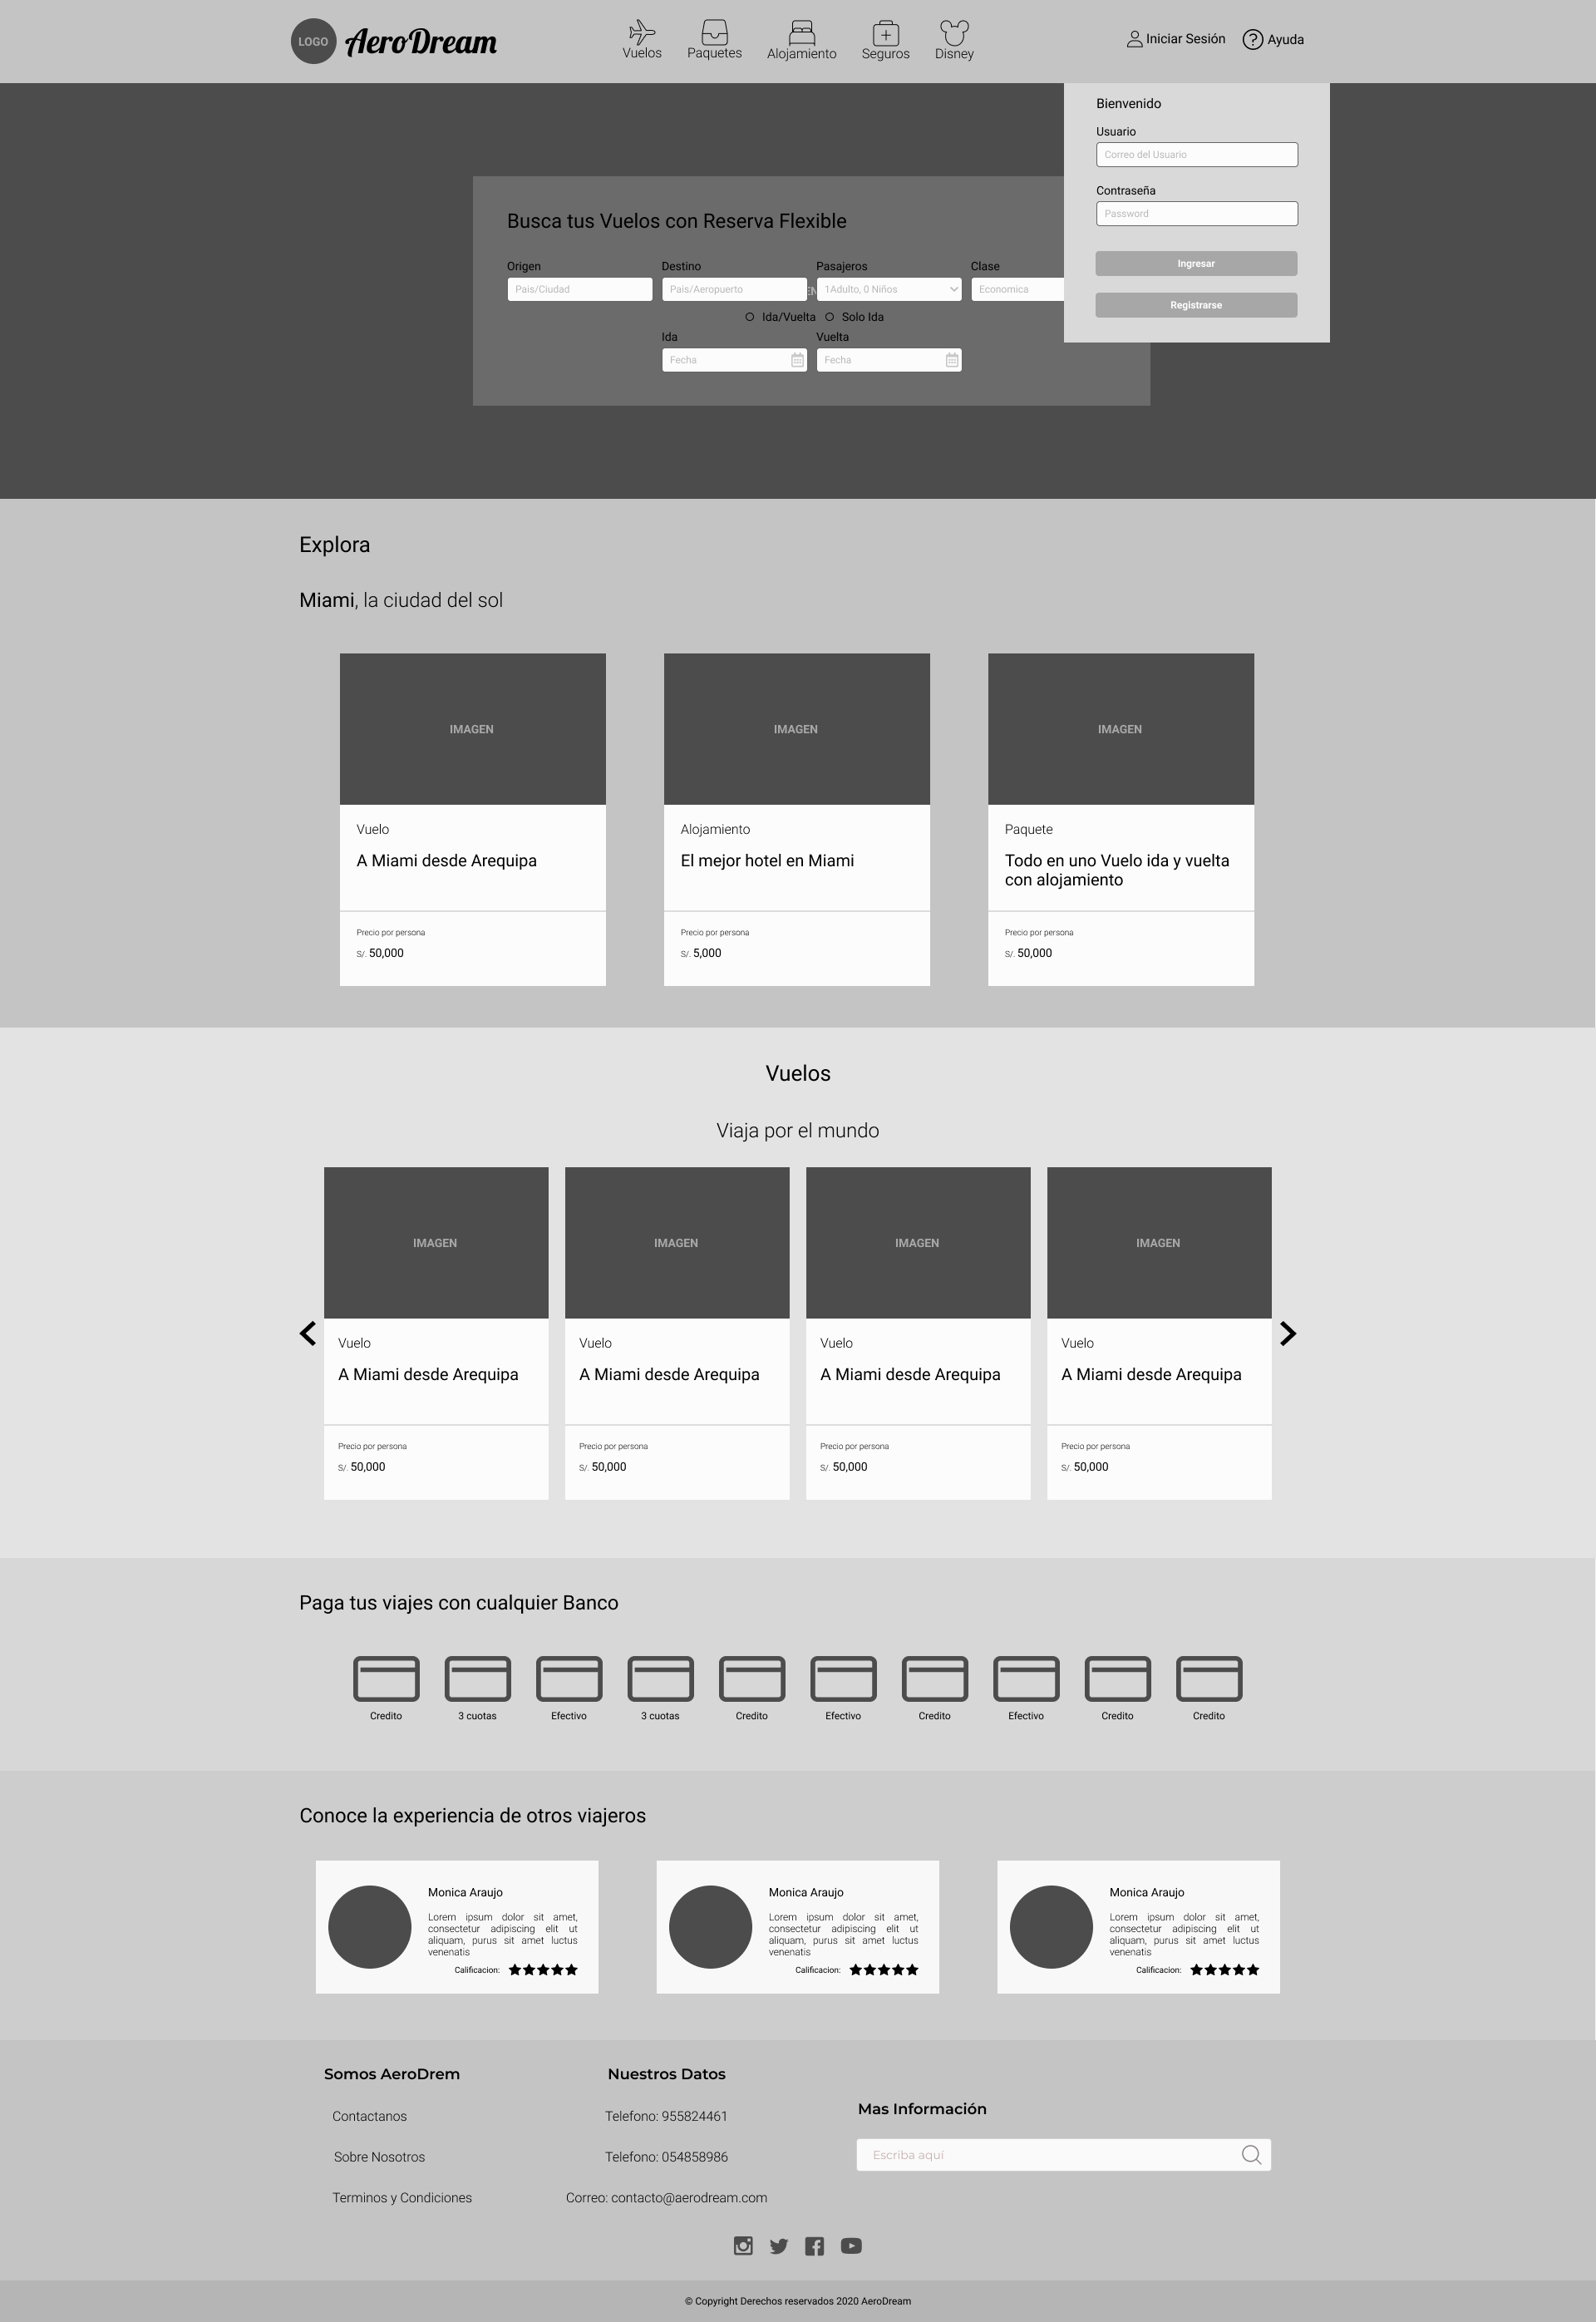 LOGO
AeroDream
Vuelos
Paquetes
Alojamiento
Seguros
Disney
Iniciar Sesión
Ayuda
Bienvenido
Usuario
Correo del Usuario
Contraseña
Password
Ingresar
Registrarse
Busca tus Vuelos con Reserva Flexible
Origen
Destino
Pasajeros
Clase
Pais/Ciudad
Pais/Aeropuerto
1Adulto, 0 Niños
Economica
Ida/Vuelta
Solo Ida
Ida
Vuelta
Fecha
Fecha
Explora
Miami, la ciudad del sol
IMAGEN
IMAGEN
IMAGEN
Vuelo
A Miami desde Arequipa
Precio por persona
S/. 50,000
Alojamiento
El mejor hotel en Miami
Precio por persona
S/. 5,000
Paquete
Todo en uno Vuelo ida y vuelta
con alojamiento
Precio por persona
S/. 50,000
Vuelos
Viaja por el mundo
IMAGEN
IMAGEN
IMAGEN
IMAGEN
Vuelo
A Miami desde Arequipa
Precio por persona
S/. 50,000
Vuelo
A Miami desde Arequipa
Precio por persona
S/. 50,000
Vuelo
A Miami desde Arequipa
Precio por persona
S/. 50,000
Vuelo
A Miami desde Arequipa
Precio por persona
S/. 50,000
Paga tus viajes con cualquier Banco
Credito
3 cuotas
Efectivo
3 cuotas
Credito
Efectivo
Credito
Efectivo
Credito
Credito
Conoce la experiencia de otros viajeros
Monica Araujo
Lorem ipsum dolor sit amet,
consectetur adipiscing elit ut
aliquam, purus sit amet luctus
venenatis
Calificacion:
Monica Araujo
Lorem ipsum dolor sit amet,
consectetur adipiscing elit ut
aliquam, purus sit amet luctus
venenatis
Calificacion:
Monica Araujo
Lorem ipsum dolor sit amet,
consectetur adipiscing elit ut
aliquam, purus sit amet luctus
venenatis
Calificacion:
Somos AeroDrem
Contactanos
Sobre Nosotros
Terminos y Condiciones
Nuestros Datos
Telefono: 955824461
Telefono: 054858986
Correo: contacto@aerodream.com
Mas Información
Escriba aquí
© Copyright Derechos reservados 2020 AeroDream